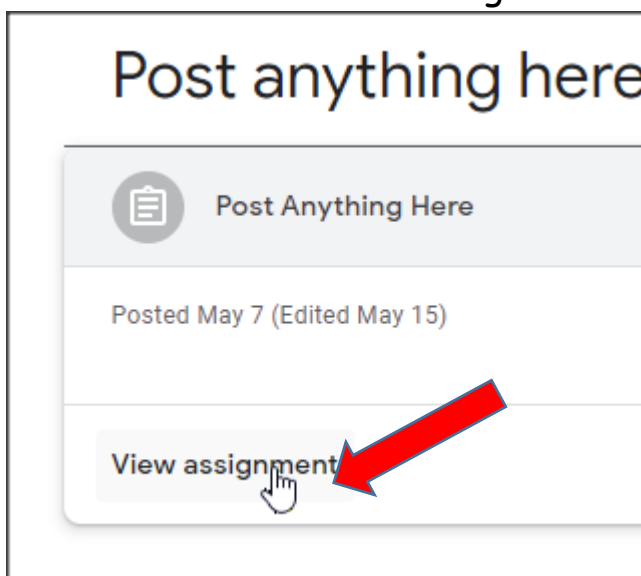 Post anything here
Post Anything Here
Posted May 7 (Edited May 15)
View assignment